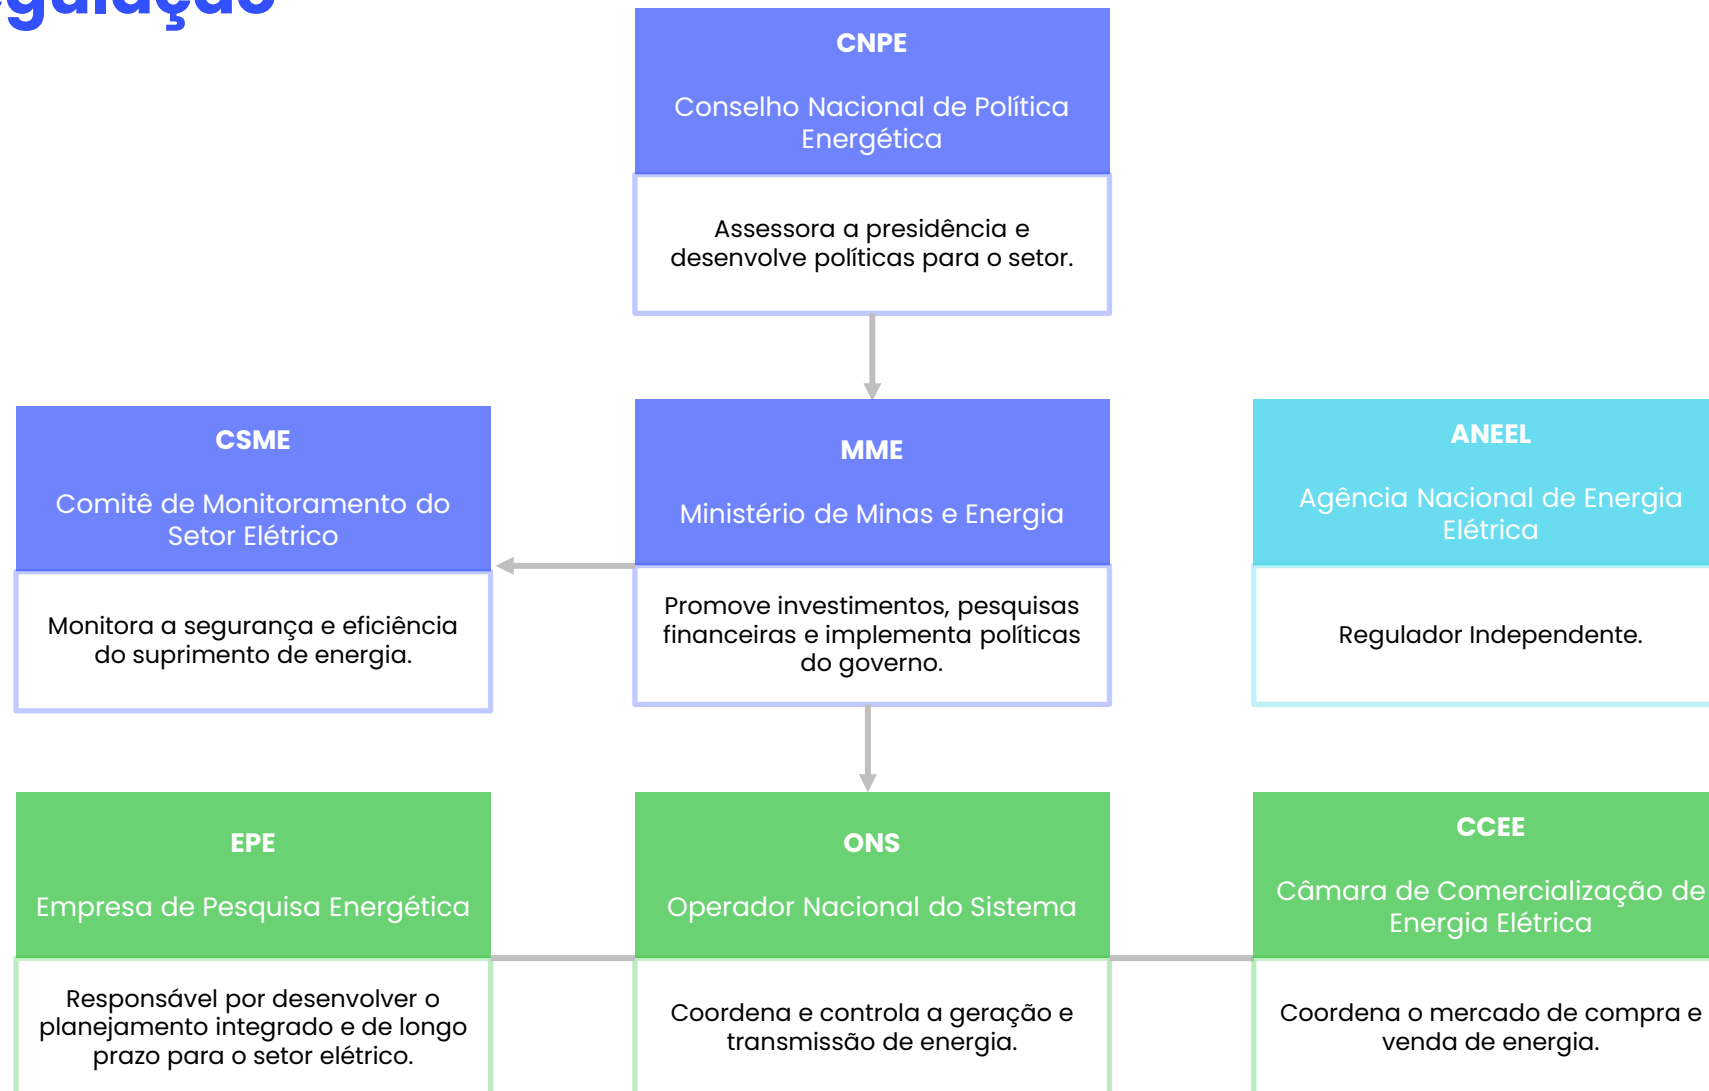 egulação
CNPE
Conselho Nacional de Política
Energética
Assessora a presidência e
desenvolve políticas para o setor.
CSME
Comitê de Monitoramento do
Setor Elétrico
Monitora a segurança e eficiência
do suprimento de energia.
MME
Ministério de Minas e Energia
Promove investimentos, pesquisas
financeiras e implementa políticas
do governo.
ANEEL
Agência Nacional de Energia
Elétrica
Regulador Independente.
EPE
Empresa de Pesquisa Energética
Responsável por desenvolver o
planejamento integrado e de longo
prazo para o setor elétrico.
ONS
Operador Nacional do Sistema
Coordena e controla a geração e
transmissão de energia.
CCEE
Câmara de Comercialização de
Energia Elétrica
Coordena o mercado de compra e
venda de energia.